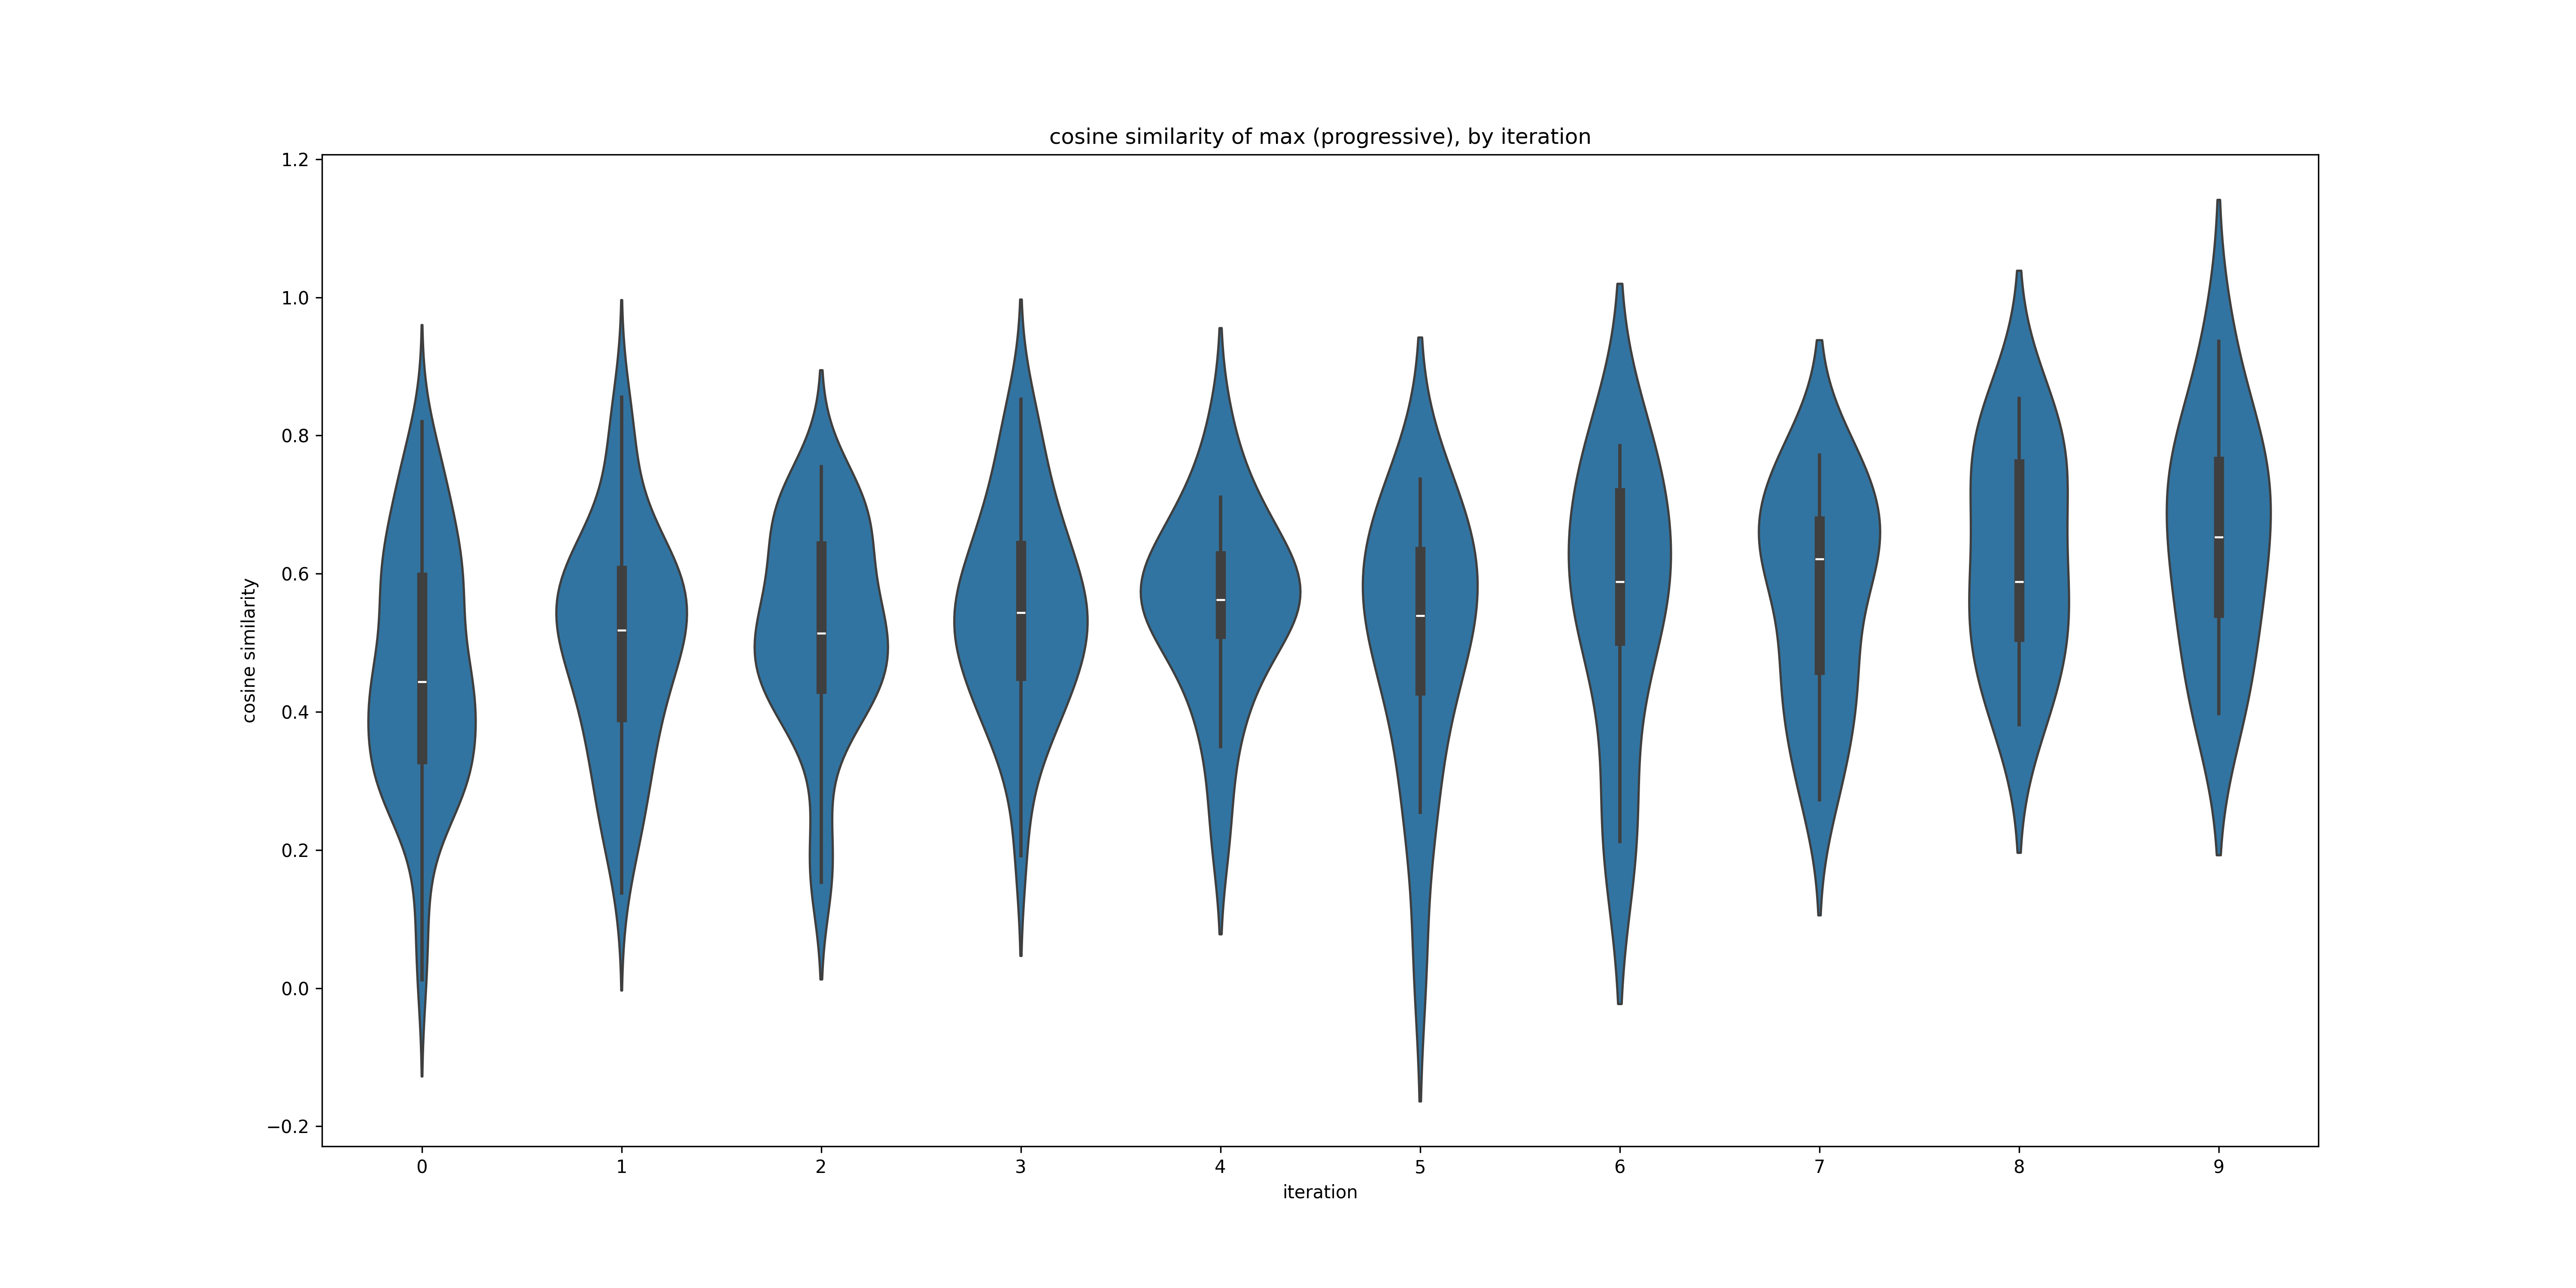 cosine similarity of max (progressive), by iteration
1.2
1.0
0.8
0.6
0.4
0.2
0.0
−0.2
cosine similarity
0 1 2 3 4 5 6 7 8 9
iteration